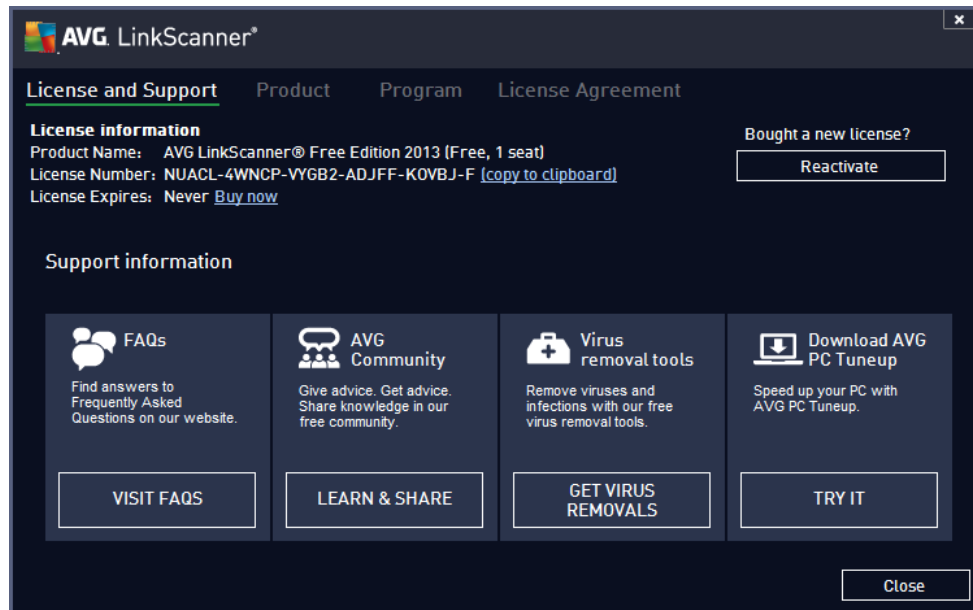 AVG. LinkScanner®
License and Support Product Program License Agreement
License information
Product Name: AVG LinkScanner® Free Edition 2013 (Free, 1 seat)
License Number: NUACL-4WNCP-VYGB2-ADJFF-KOVBJ-F (copy to clipboard)
License Expires: Never Buy now
Bought a new license?
Reactivate
Support information
FAQs
Find answers to
Frequently Asked
Questions on our website.
VISIT FAQS
AVG
Community
Give advice. Get advice.
Share knowledge in our
free community.
LEARN & SHARE
Virus
removal tools
Remove viruses and
infections with our free
virus removal tools.
GET VIRUS
REMOVALS
Download AVG
PC Tuneup
Speed up your PC with
AVG PC Tuneup.
TRY IT
Close